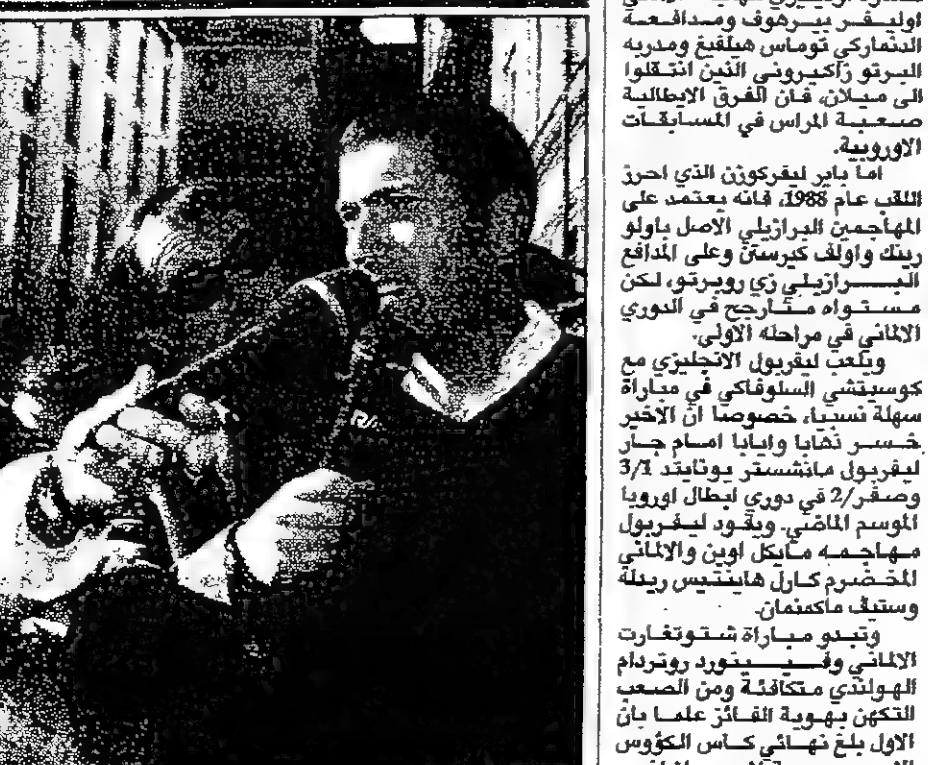 اوليفر بيرهوف ومدافعه
الدنماركي توماس هيلفيغ ومدربه
البرتو زاكيروني الذين انتقلوا
الى ميلان، فان الفرق الايطالية
صعبة المراس في المسابقات
الاوروبية.
اما باير ليفركوزن الذي احرز
اللقب عام 1988، فانه يعتمد على
المهاجمين البرازيلي الاصل باولو
رينك واولف كيرستن وعلى المدافع
البرازيلي زي روبرتو، لكن
مستواه متأرجح في الدوري
الالماني في مراحله الاولى.
ويلعب ليفربول الانجليزي مع
كوسيتشي السلوفاكي في مباراة
سهلة نسبيا، خصوصا ان الاخير
خسر ذهابا وايابا امام جار
ليفربول مانشستر يونايتد 3/1
وصفر/2 في دوري ابطال اوروبا
الموسم الماضي. ويقود ليفربول
مهاجمه مايكل اوين والالماني
المخضرم كارل هاينتيس ريدله
وستيف ماكمنمان.
وتبدو مباراة شتوتغارت
الالماني وفيينورد روتردام
الهولندي متكافئة ومن الصعب
التكهن بهوية الفائز علما بان
الاول بلغ نهائي كاس الكؤوس